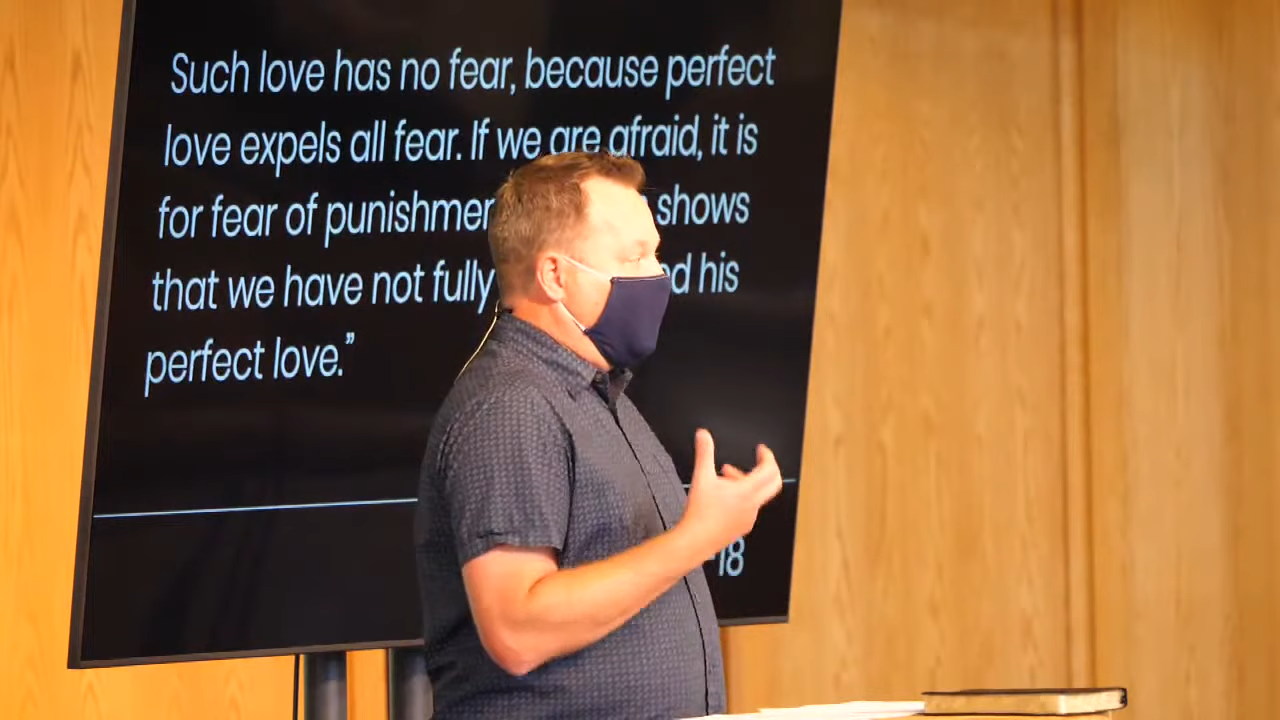 Such love has no fear, because perfect
love expels all fear. If we are afraid, it is
for fear of shows
that we have not fully his
perfect love.”
18